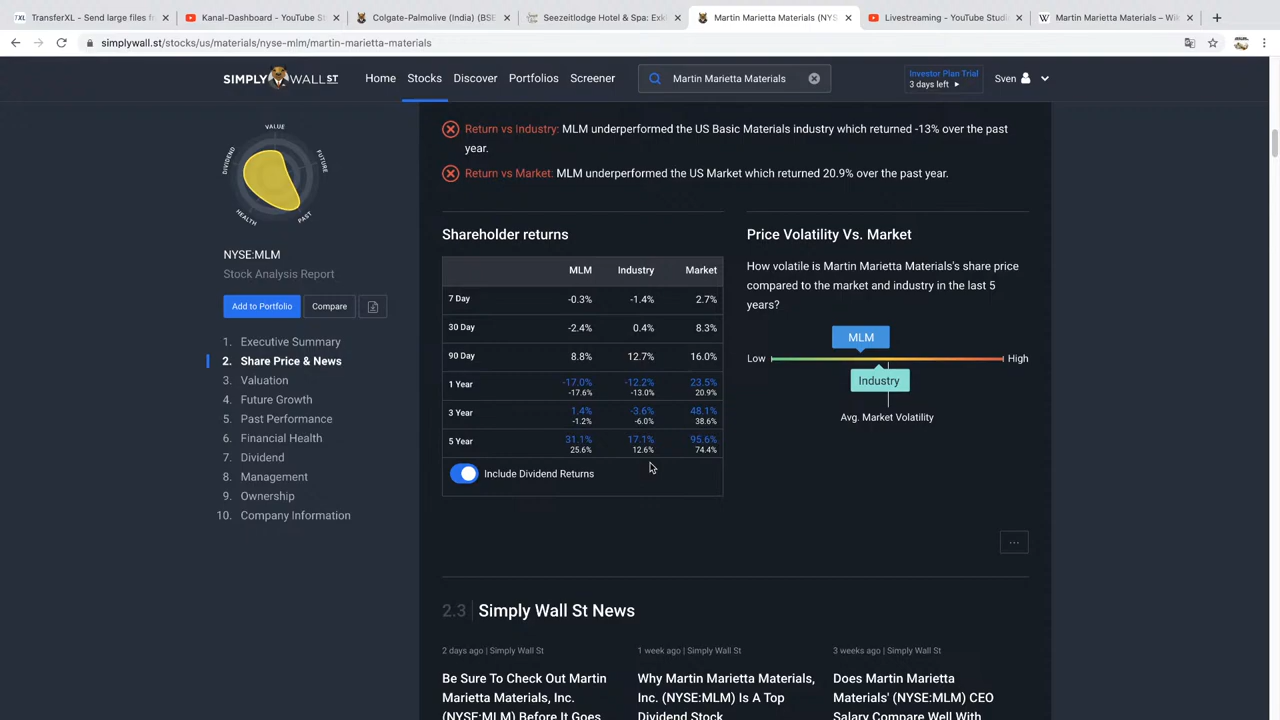 TransferXL - Send large files f
Kanal-Dashboard - YouTube St
Colgate-Palmolive (India) (BSE
Seezeitlodge Hotel & Spa: Exkl
Martin Marietta Materials (NYS
Livestreaming - YouTube Studi
Martin Marietta Materials – Wik
simplywall.st/stocks/us/materials/nyse-mlm/martin-marietta-materials
SIMPLY WALL ST
Home
Stocks
Discover
Portfolios
Screener
Martin Marietta Materials
Investor Plan Trial
3 days left
Sven
VALUE
FUTURE
PAST
HEALTH
DIVIDEND
NYSE:MLM
Stock Analysis Report
Add to Portfolio
Compare
1. Executive Summary
2. Share Price & News
3. Valuation
4. Future Growth
5. Past Performance
6. Financial Health
7. Dividend
8. Management
9. Ownership
10. Company Information
Return vs Industry: MLM underperformed the US Basic Materials industry which returned -13% over the past
year.
Return vs Market: MLM underperformed the US Market which returned 20.9% over the past year.
Shareholder returns
MLM Industry Market
7 Day -0.3% -1.4% 2.7%
30 Day -2.4% 0.4% 8.3%
90 Day 8.8% 12.7% 16.0%
1 Year -17.0% -12.2% 23.5%
-17.6% -13.0% 20.9%
3 Year 1.4% -3.6% 48.1%
-1.2% -6.0% 38.6%
5 Year 31.1% 17.1% 95.6%
25.6% 12.6% 74.4%
Include Dividend Returns
Price Volatility Vs. Market
How volatile is Martin Marietta Materials's share price
compared to the market and industry in the last 5
years?
MLM
Low
High
Industry
Avg. Market Volatility
...
2.3 Simply Wall St News
2 days ago | Simply Wall St
Be Sure To Check Out Martin
Marietta Materials, Inc.
(NYSE:MLM) Before It Goes
1 week ago | Simply Wall St
Why Martin Marietta Materials,
Inc. (NYSE:MLM) Is A Top
Dividend Stock
3 weeks ago | Simply Wall St
Does Martin Marietta
Materials' (NYSE:MLM) CEO
Salary Compare Well With